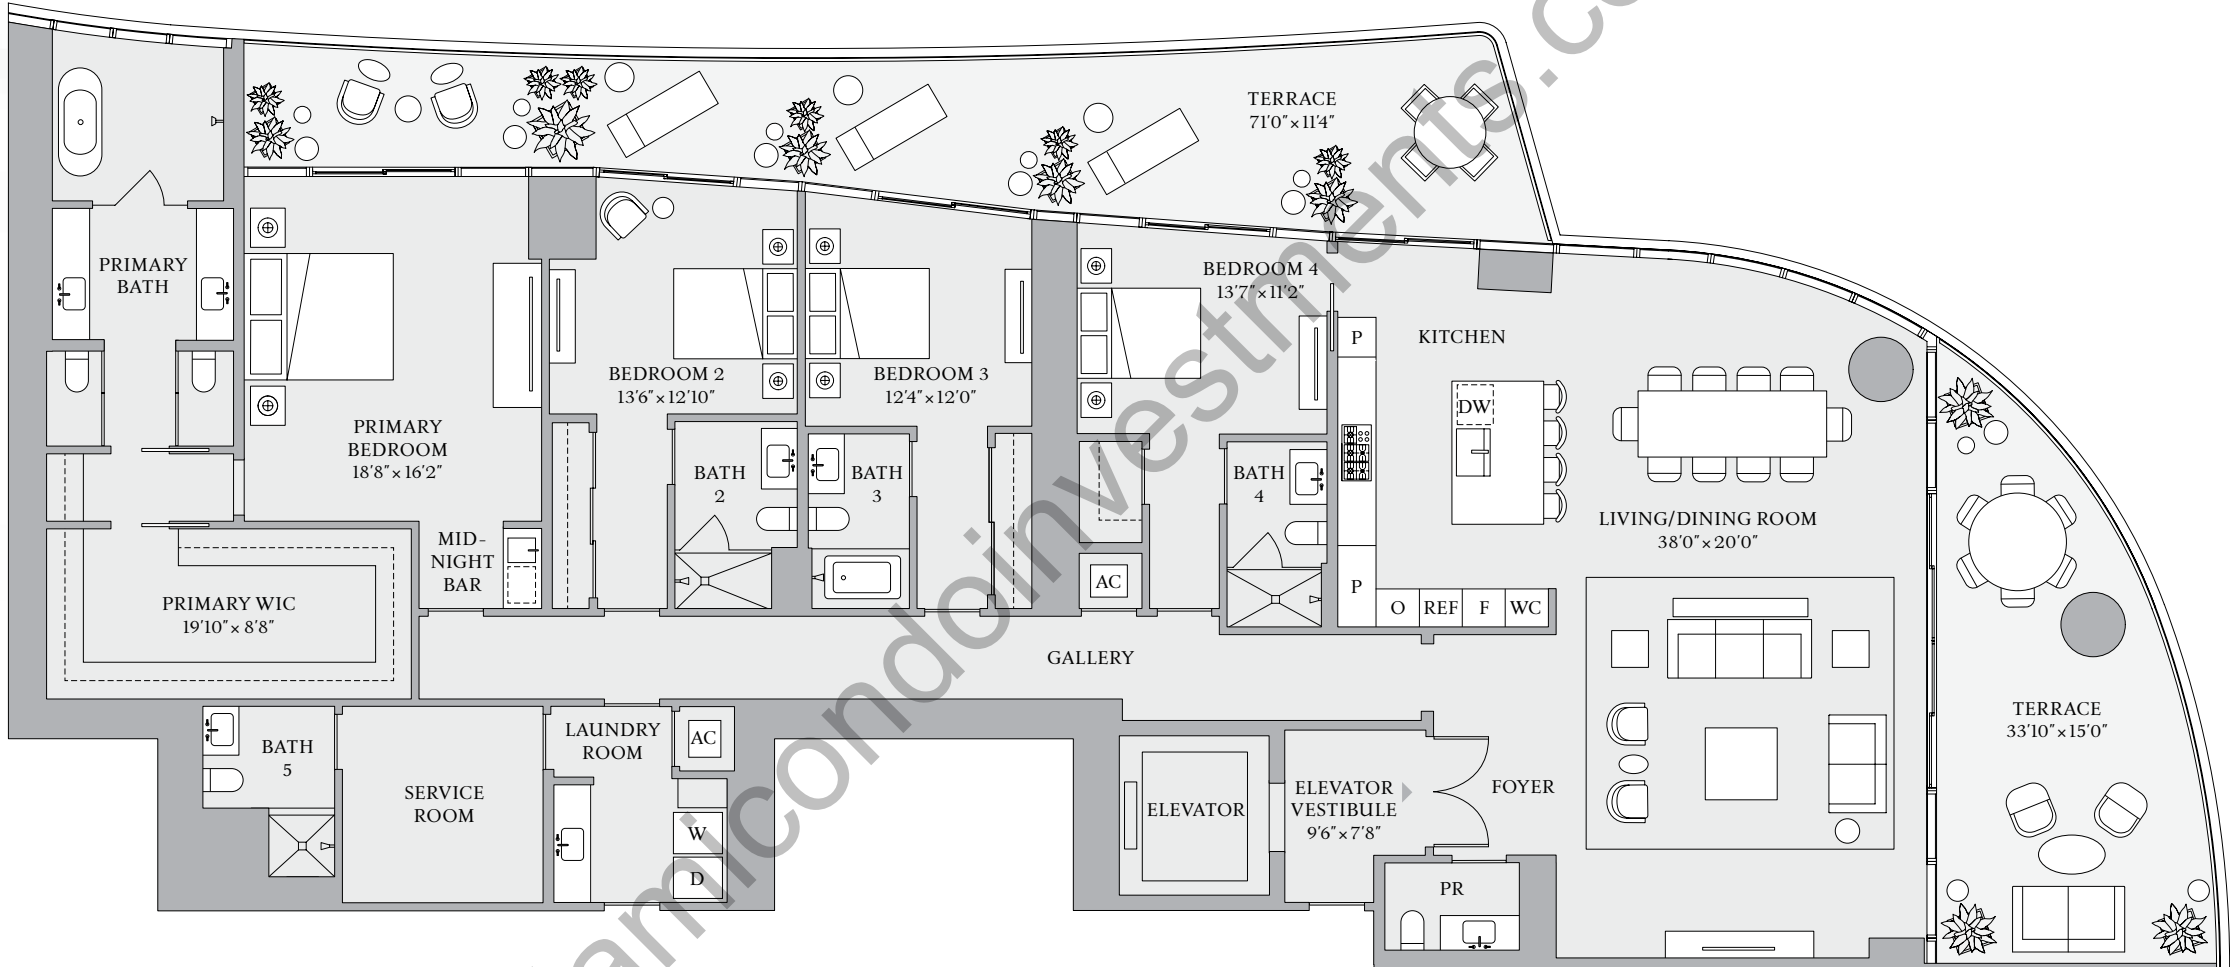 TERRACE
71'0"×11'4"
PRIMARY
BATH
BEDROOM 4
13'7"×11'2"
KITCHEN
P
BEDROOM 2
13'6"×12'10"
BEDROOM 3
12'4"×12'0"
DW
PRIMARY
BEDROOM
18'8"×16'2"
BATH
2
BATH
3
BATH
4
LIVING/DINING ROOM
38'0"×20'0"
MID-
NIGHT
BAR
AC
P
O
REF
F
WC
PRIMARY WIC
19'10"×8'8"
GALLERY
TERRACE
33'10"×15'0"
BATH
5
LAUNDRY
ROOM
AC
SERVICE
ROOM
ELEVATOR
ELEVATOR
VESTIBULE
9'6"×7'8"
FOYER
W
D
PR
amicondoinvestments.co